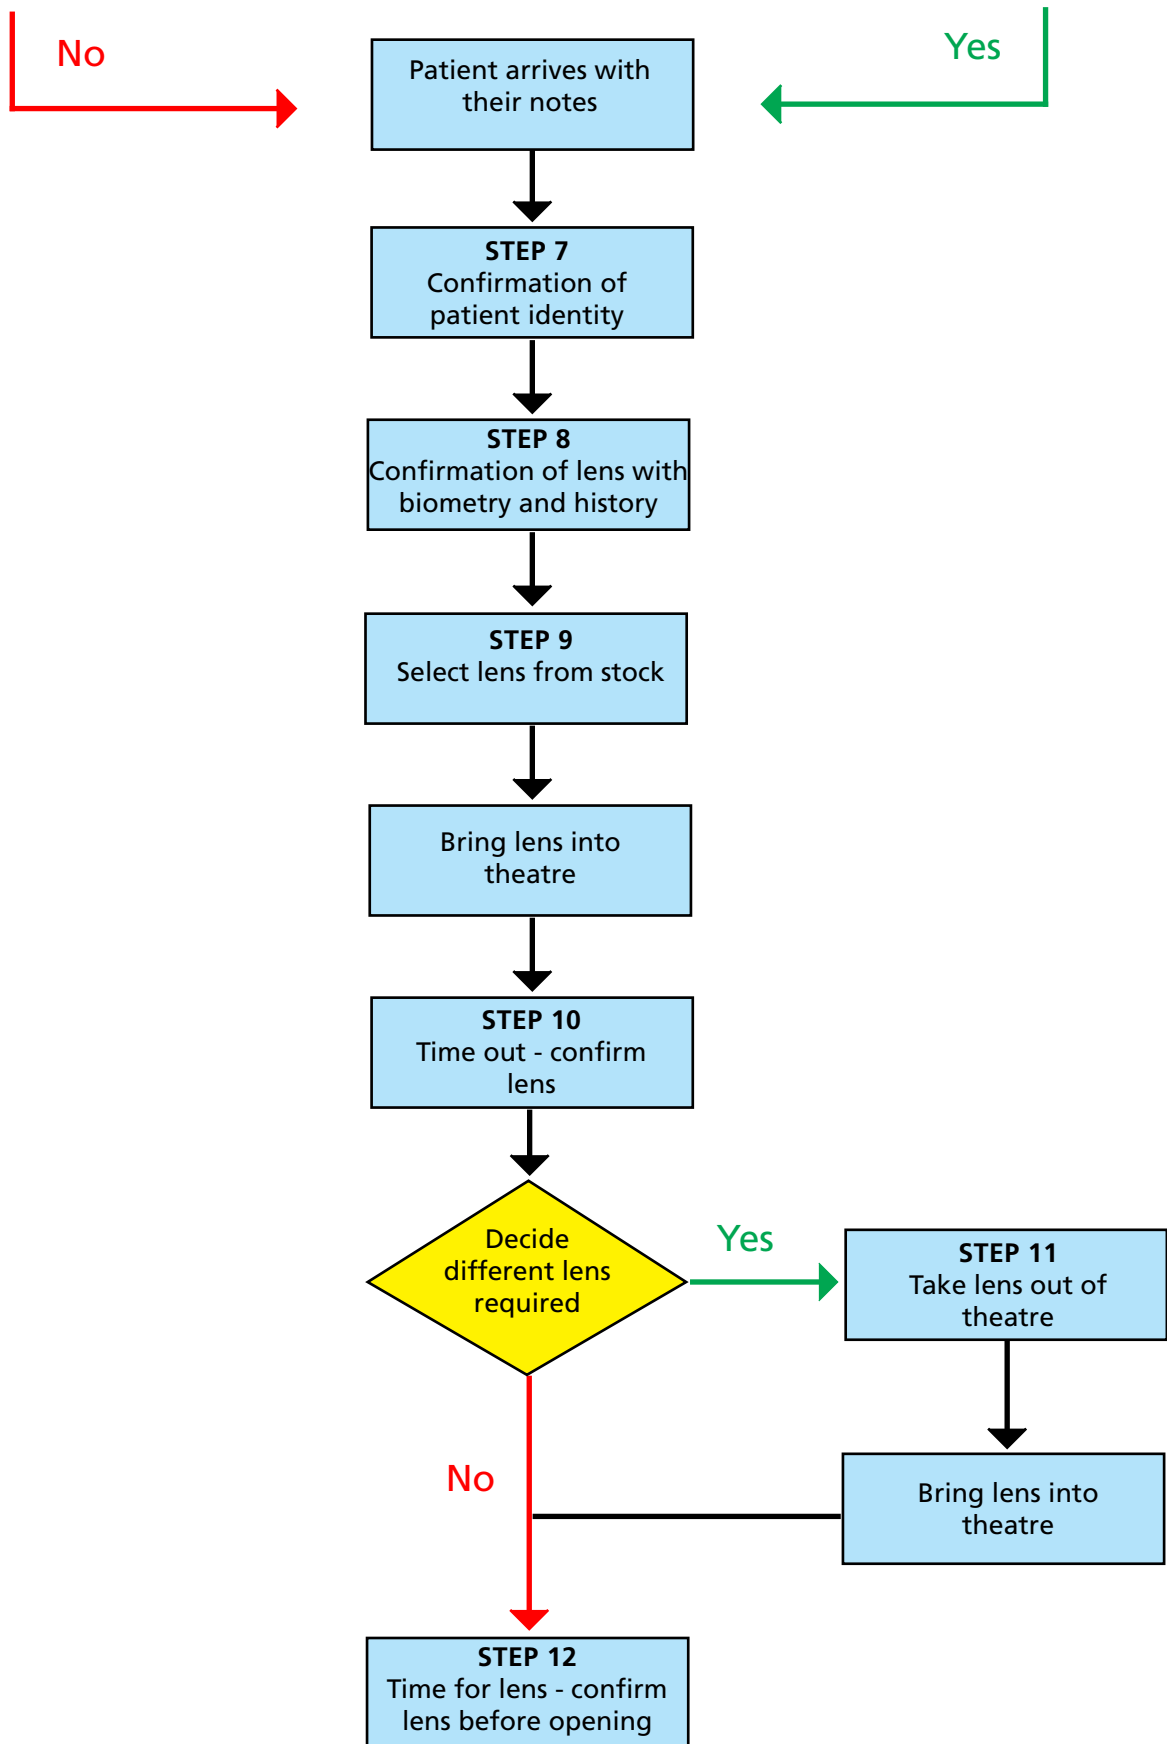 No
Yes
Patient arrives with
their notes
STEP 7
Confirmation of
patient identity
STEP 8
Confirmation of lens with
biometry and history
STEP 9
Select lens from stock
Bring lens into
theatre
STEP 10
Time out - confirm
lens
Decide
different lens
required
Yes
STEP 11
Take lens out of
theatre
No
Bring lens into
theatre
STEP 12
Time for lens - confirm
lens before opening